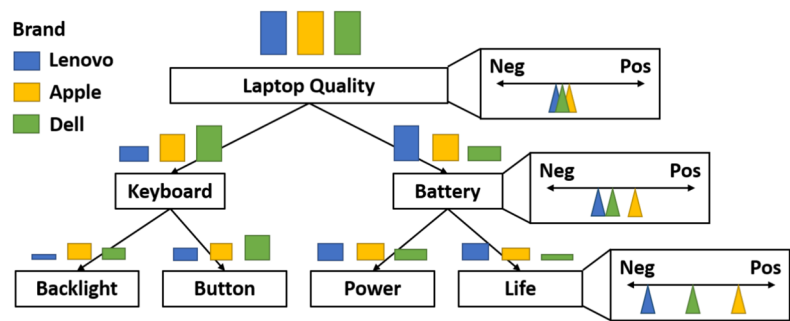 Brand
Lenovo
Apple
Dell
Laptop Quality
Neg Pos
Keyboard
Battery
Neg Pos
Backlight
Button
Power
Life
Neg Pos